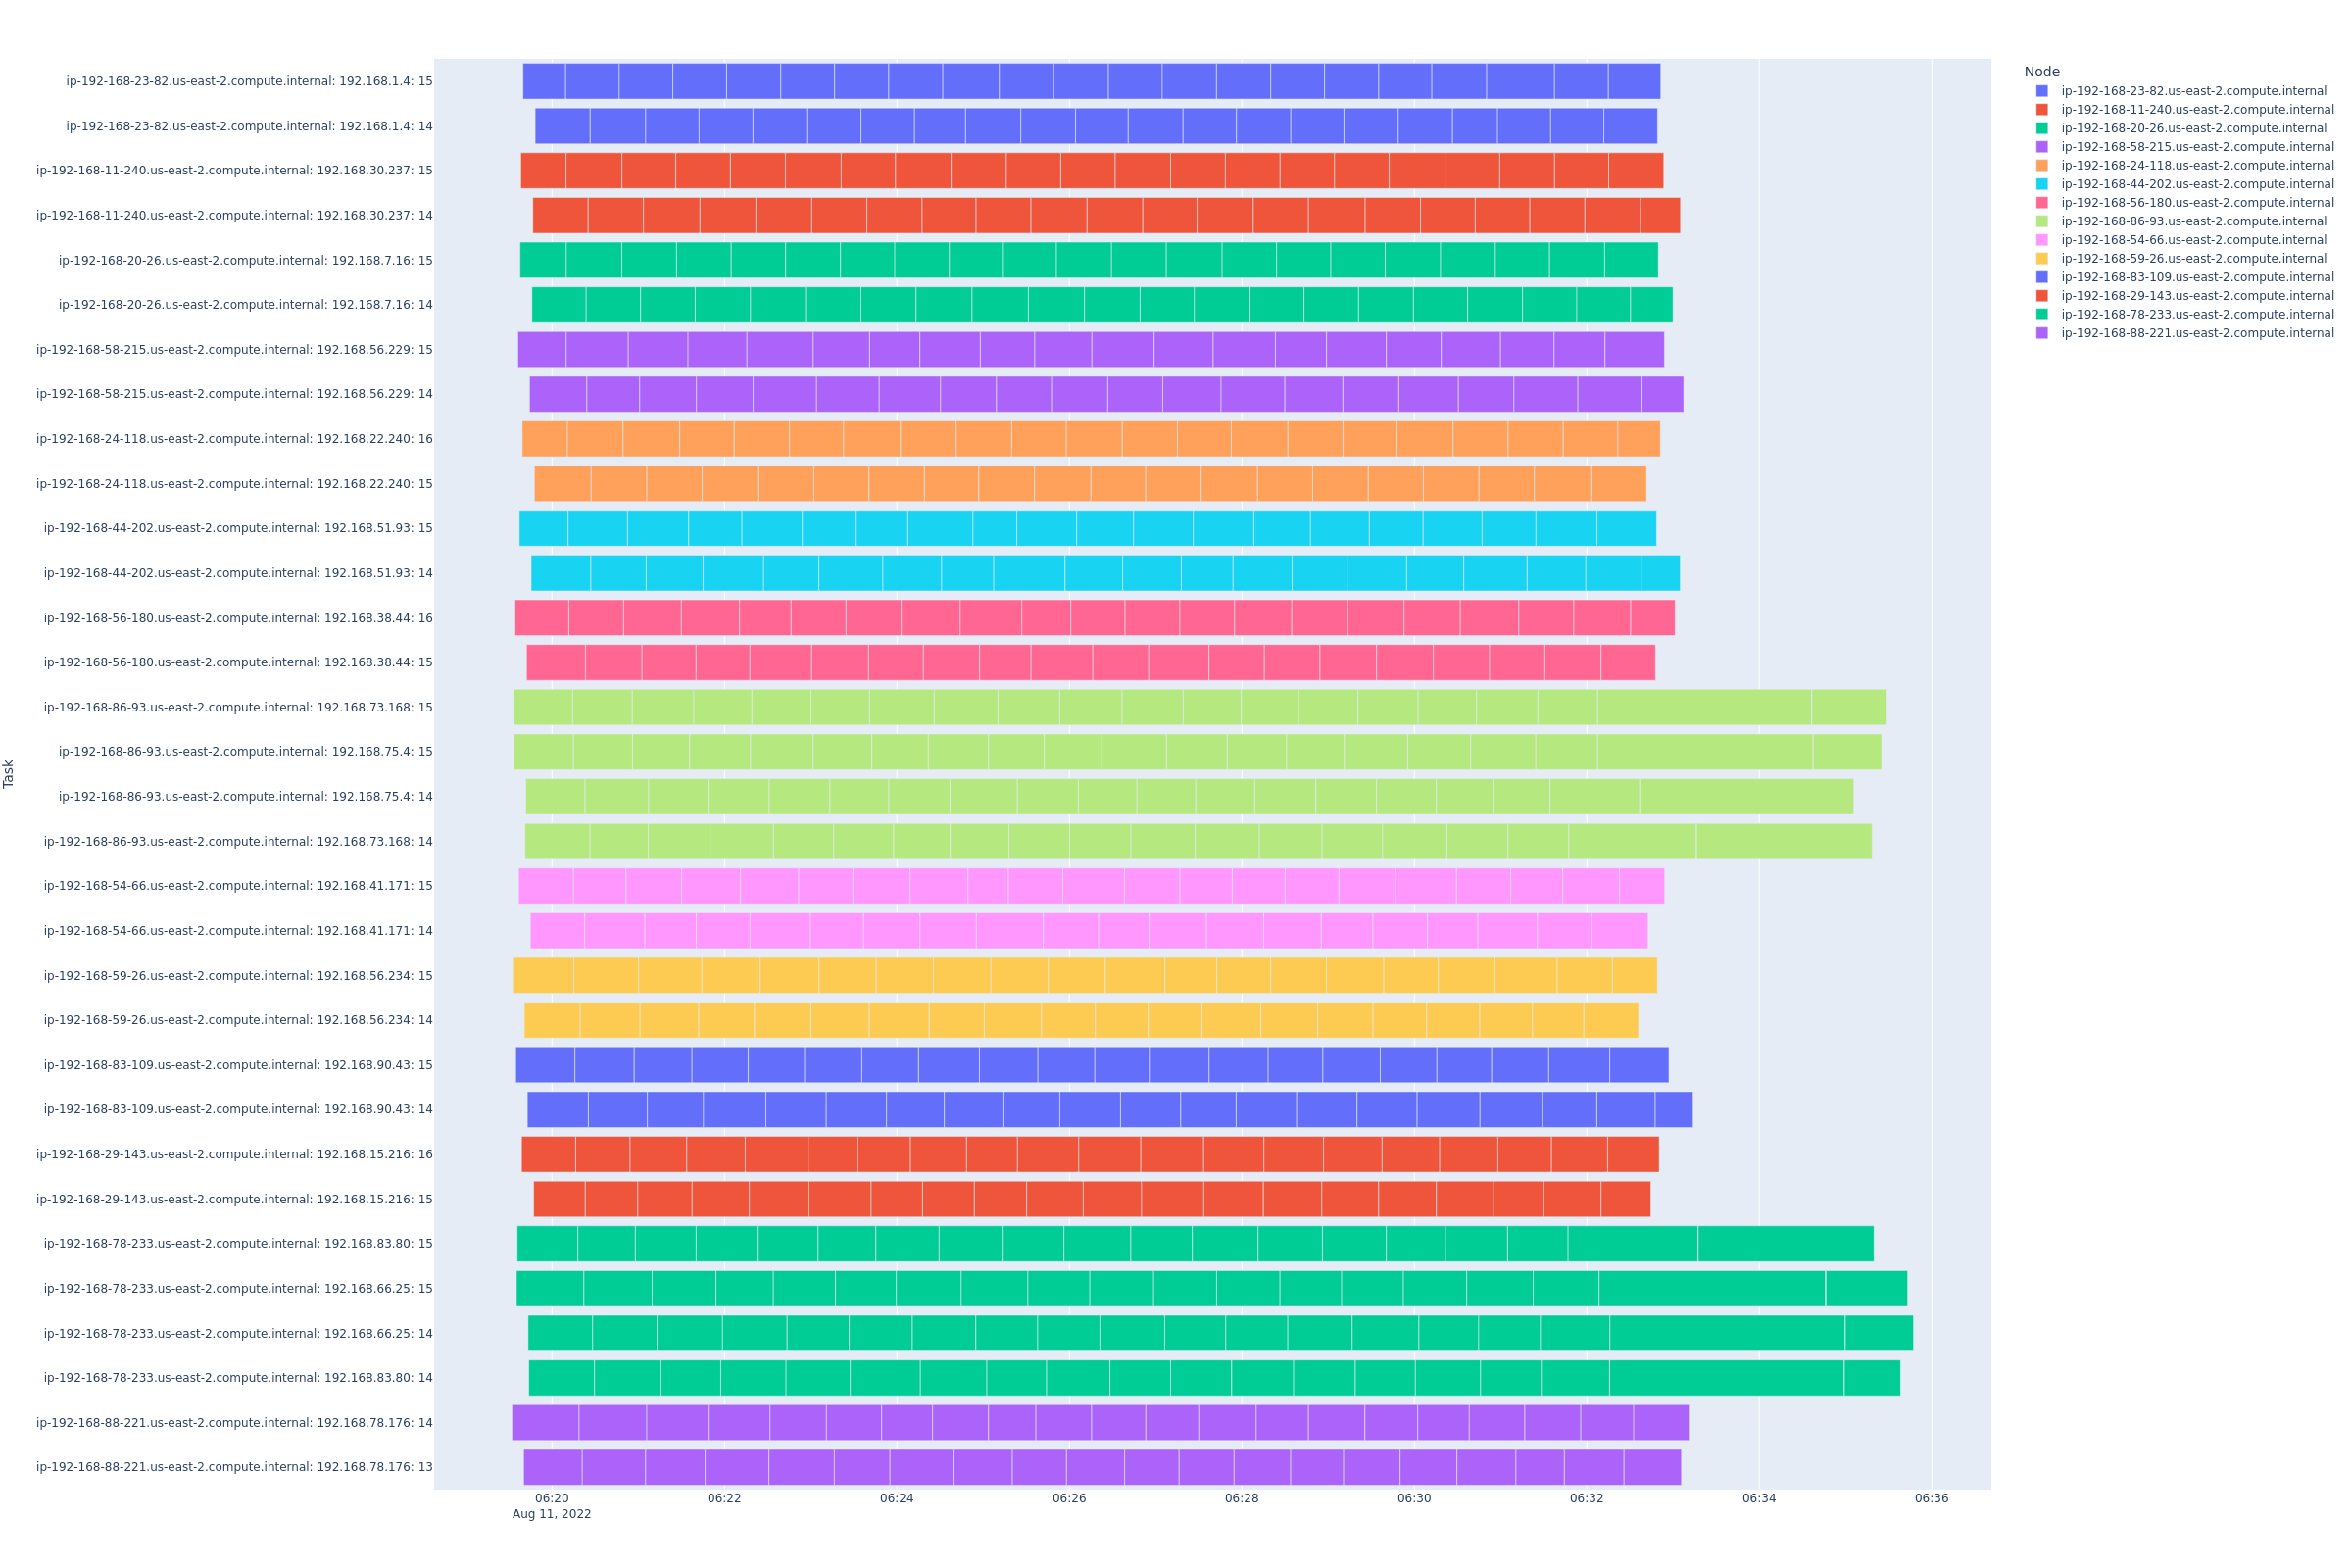 ip-192-168-23-82.us-east-2.compute.internal: 192.168.1.4: 15
ip-192-168-23-82.us-east-2.compute.internal: 192.168.1.4: 14
ip-192-168-11-240.us-east-2.compute.internal: 192.168.30.237: 15
ip-192-168-11-240.us-east-2.compute.internal: 192.168.30.237: 14
ip-192-168-20-26.us-east-2.compute.internal: 192.168.7.16: 15
ip-192-168-20-26.us-east-2.compute.internal: 192.168.7.16: 14
ip-192-168-58-215.us-east-2.compute.internal: 192.168.56.229: 15
ip-192-168-58-215.us-east-2.compute.internal: 192.168.56.229: 14
ip-192-168-24-118.us-east-2.compute.internal: 192.168.22.240: 16
ip-192-168-24-118.us-east-2.compute.internal: 192.168.22.240: 15
ip-192-168-44-202.us-east-2.compute.internal: 192.168.51.93: 15
ip-192-168-44-202.us-east-2.compute.internal: 192.168.51.93: 14
ip-192-168-56-180.us-east-2.compute.internal: 192.168.38.44: 16
ip-192-168-56-180.us-east-2.compute.internal: 192.168.38.44: 15
ip-192-168-86-93.us-east-2.compute.internal: 192.168.73.168: 15
ip-192-168-86-93.us-east-2.compute.internal: 192.168.75.4: 15
ip-192-168-86-93.us-east-2.compute.internal: 192.168.75.4: 14
ip-192-168-86-93.us-east-2.compute.internal: 192.168.73.168: 14
ip-192-168-54-66.us-east-2.compute.internal: 192.168.41.171: 15
ip-192-168-54-66.us-east-2.compute.internal: 192.168.41.171: 14
ip-192-168-59-26.us-east-2.compute.internal: 192.168.56.234: 15
ip-192-168-59-26.us-east-2.compute.internal: 192.168.56.234: 14
ip-192-168-83-109.us-east-2.compute.internal: 192.168.90.43: 15
ip-192-168-83-109.us-east-2.compute.internal: 192.168.90.43: 14
ip-192-168-29-143.us-east-2.compute.internal: 192.168.15.216: 16
ip-192-168-29-143.us-east-2.compute.internal: 192.168.15.216: 15
ip-192-168-78-233.us-east-2.compute.internal: 192.168.83.80: 15
ip-192-168-78-233.us-east-2.compute.internal: 192.168.66.25: 15
ip-192-168-78-233.us-east-2.compute.internal: 192.168.66.25: 14
ip-192-168-78-233.us-east-2.compute.internal: 192.168.83.80: 14
ip-192-168-88-221.us-east-2.compute.internal: 192.168.78.176: 14
ip-192-168-88-221.us-east-2.compute.internal: 192.168.78.176: 13
Task
06:20 06:22 06:24 06:26 06:28 06:30 06:32 06:34 06:36
Aug 11, 2022
Node
ip-192-168-23-82.us-east-2.compute.internal
ip-192-168-11-240.us-east-2.compute.internal
ip-192-168-20-26.us-east-2.compute.internal
ip-192-168-58-215.us-east-2.compute.internal
ip-192-168-24-118.us-east-2.compute.internal
ip-192-168-44-202.us-east-2.compute.internal
ip-192-168-56-180.us-east-2.compute.internal
ip-192-168-86-93.us-east-2.compute.internal
ip-192-168-54-66.us-east-2.compute.internal
ip-192-168-59-26.us-east-2.compute.internal
ip-192-168-83-109.us-east-2.compute.internal
ip-192-168-29-143.us-east-2.compute.internal
ip-192-168-78-233.us-east-2.compute.internal
ip-192-168-88-221.us-east-2.compute.internal